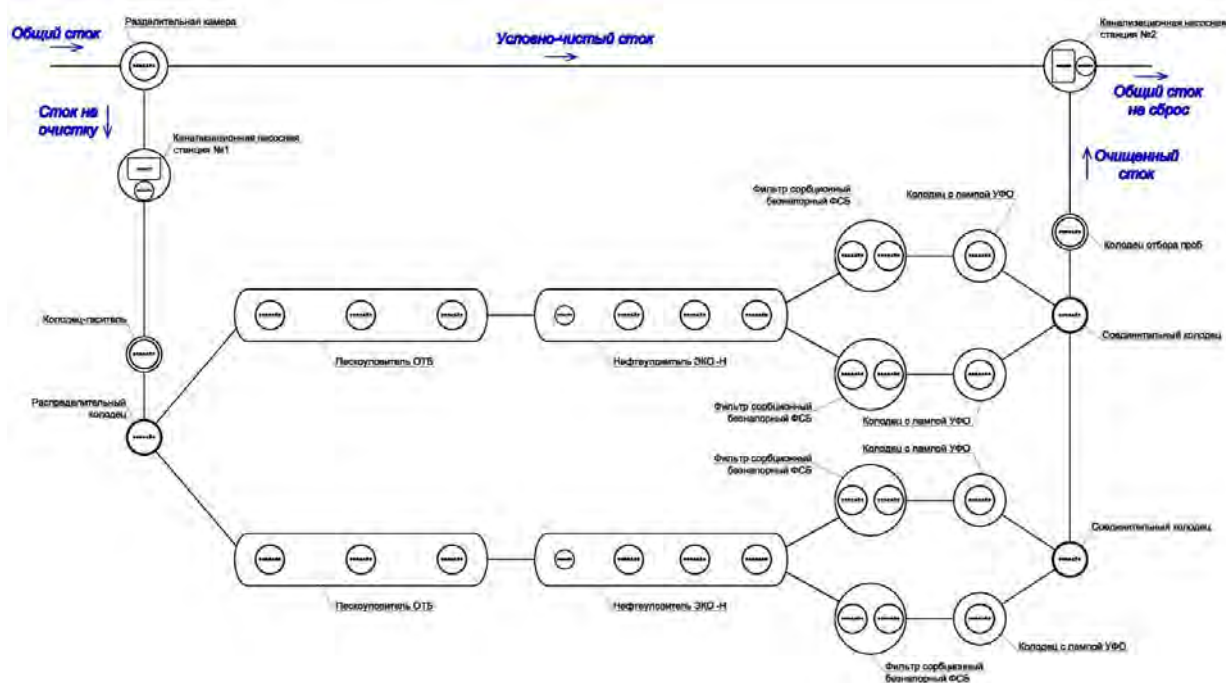 Общий сток
Разделительная камера
Условно-чистый сток
Канализационная насосная
станция №2
Общий сток
на сброс
Сток на
очистку
Канализационная насосная
станция №1
Очищенный
сток
Фильтр сорбционный
безнапорный ФСБ
Колодец с лампой УФО
Колодец отбора проб
Колодец-гаситель
Пескоуловитель ОТБ
Нефтеуловитель ЭКО-Н
Соединительный колодец
Распределительный
колодец
Фильтр сорбционный
безнапорный ФСБ
Колодец с лампой УФО
Фильтр сорбционный
безнапорный ФСБ
Колодец с лампой УФО
Соединительный колодец
Пескоуловитель ОТБ
Нефтеуловитель ЭКО-Н
Колодец с лампой УФО
Фильтр сорбционный
безнапорный ФСБ